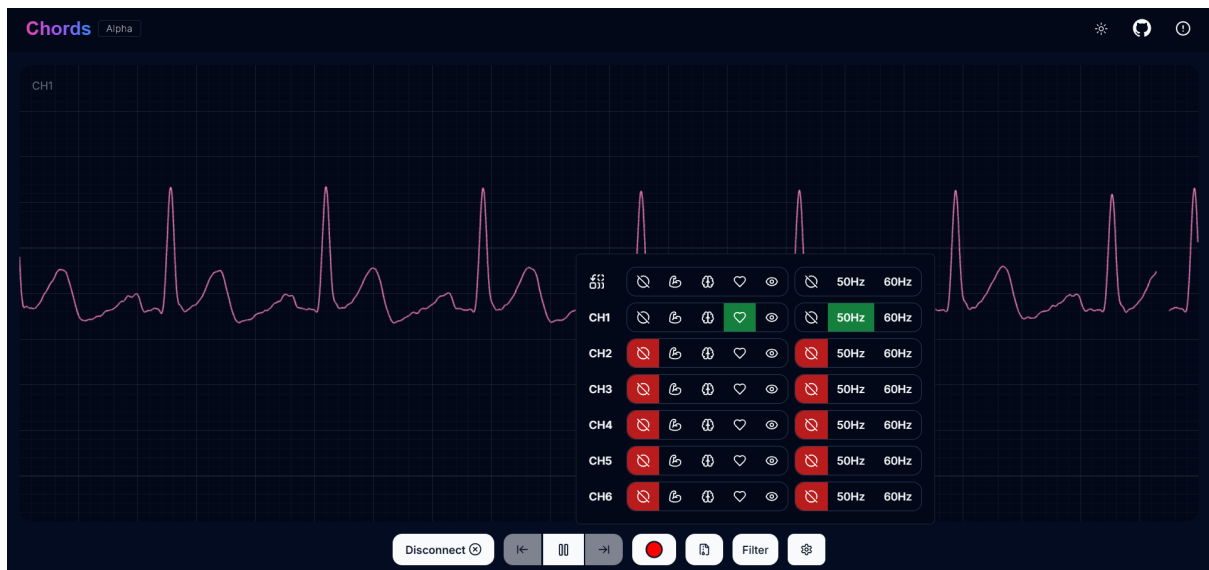 Chords Alpha
CH1
50Hz 60Hz
CH1 50Hz 60Hz
CH2 50Hz 60Hz
CH3 50Hz 60Hz
CH4 50Hz 60Hz
CH5 50Hz 60Hz
CH6 50Hz 60Hz
Disconnect Filter